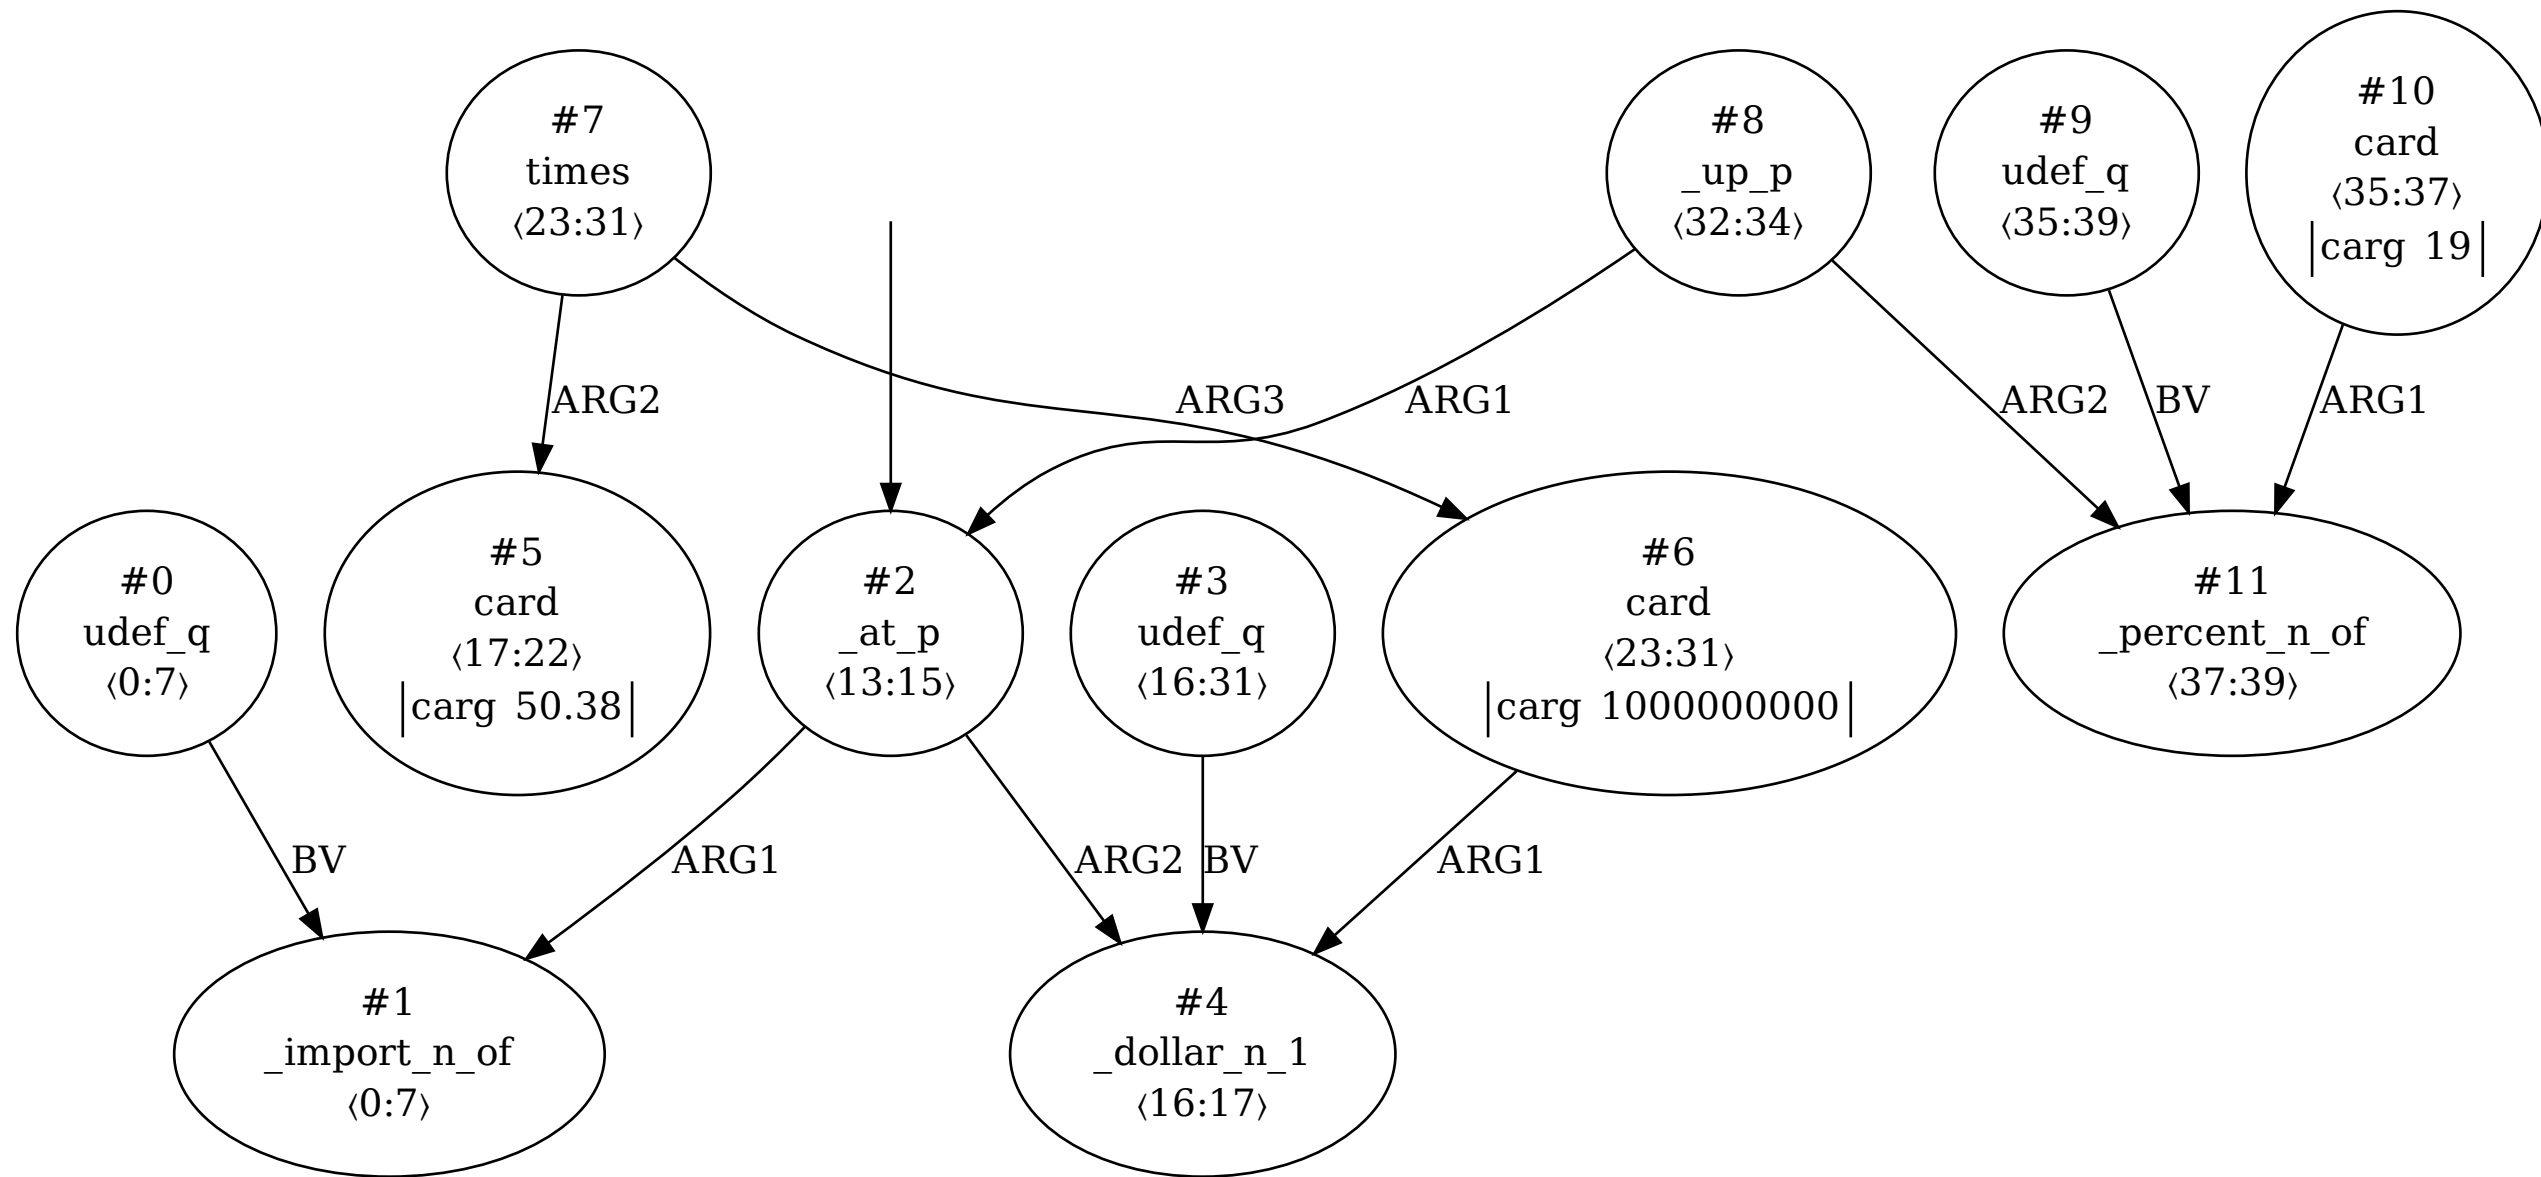 #7
times
⟨23:31⟩
#8
_up_p
⟨32:34⟩
#9
udef_q
⟨35:39⟩
#10
card
⟨35:37⟩
|carg 19|
ARG2
ARG3
ARG1
ARG2
BV
ARG1
#0
udef_q
⟨0:7⟩
#5
card
⟨17:22⟩
|carg 50.38|
#2
_at_p
⟨13:15⟩
#3
udef_q
⟨16:31⟩
#6
card
⟨23:31⟩
|carg 1000000000|
#11
_percent_n_of
⟨37:39⟩
BV
ARG1
ARG2
BV
ARG1
#1
_import_n_of
⟨0:7⟩
#4
_dollar_n_1
⟨16:17⟩